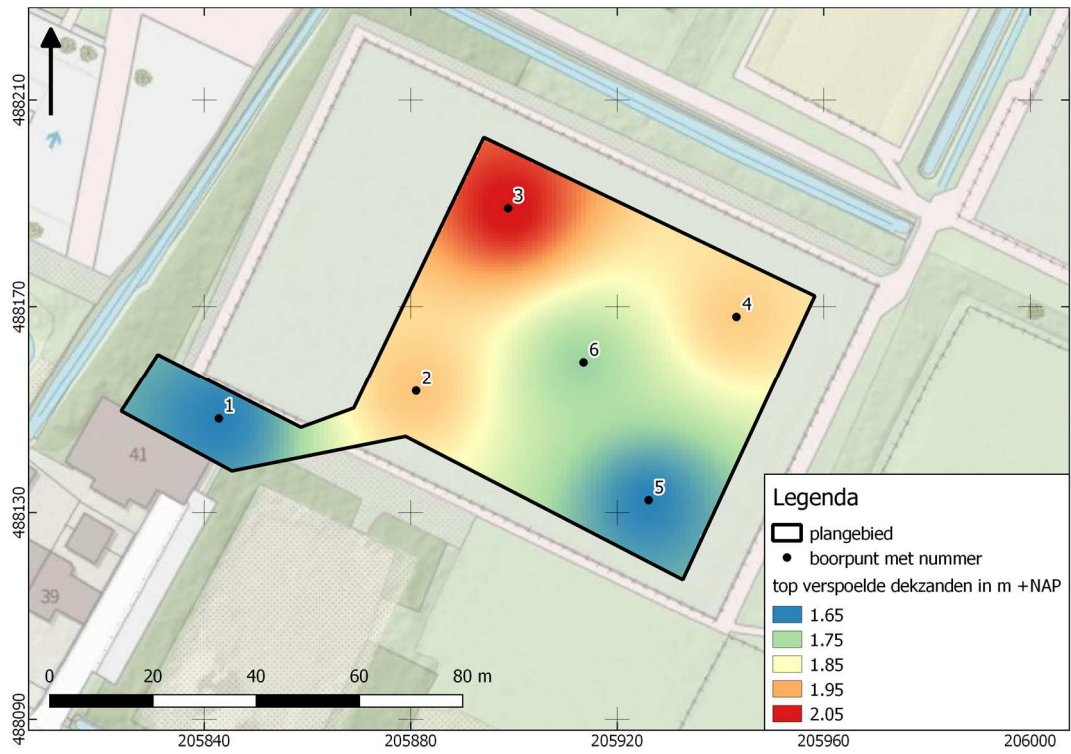 488210
488170
488130
488090
3
4
6
2
1
5
41
39
0 20 40 60 80 m
Legenda
plangebied
boorpunt met nummer
top verspoelde dekzanden in m +NAP
1.65
1.75
1.85
1.95
2.05
205840 205880 205920 205960 206000